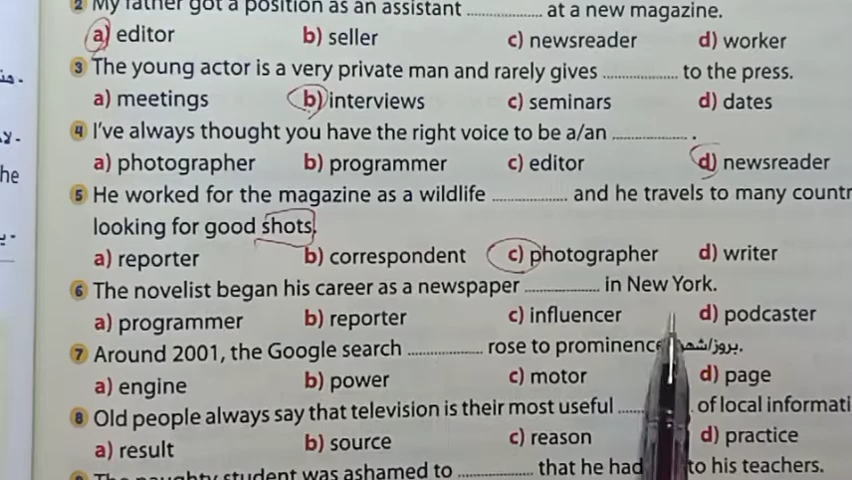 2 My father got a position as an assistant ............... at a new magazine.
a) editor b) seller c) newsreader d) worker
3 The young actor is a very private man and rarely gives ............... to the press.
a) meetings b) interviews c) seminars d) dates
4 I've always thought you have the right voice to be a/an ............... .
a) photographer b) programmer c) editor d) newsreader
he
5 He worked for the magazine as a wildlife ............... and he travels to many countr
looking for good shots.
a) reporter b) correspondent c) photographer d) writer
6 The novelist began his career as a newspaper ............... in New York.
a) programmer b) reporter c) influencer d) podcaster
7 Around 2001, the Google search ............... rose to prominence بروز/ .
a) engine b) power c) motor d) page
8 Old people always say that television is their most useful ..... of local informati
a) result b) source c) reason d) practice
The naughty student was ashamed to ............... that he had to his teachers.